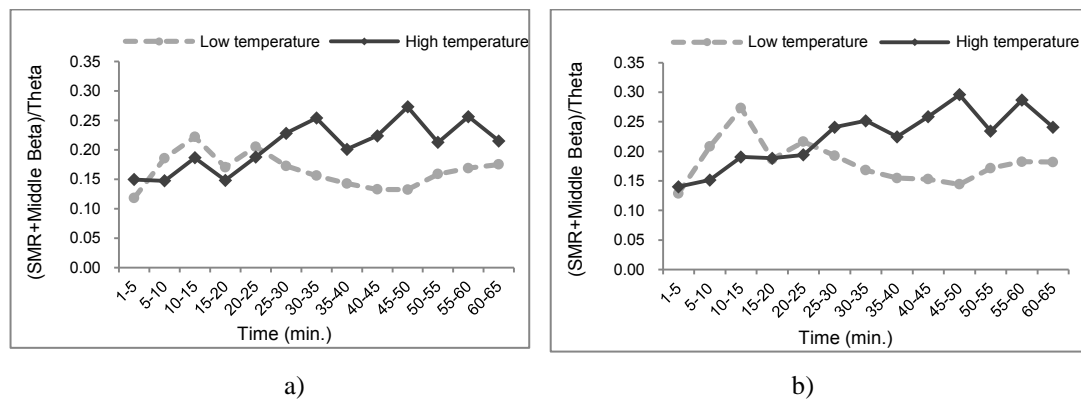 Low temperature High temperature
(SMR+Middle Beta)/Theta
0.35
0.30
0.25
0.20
0.15
0.10
0.05
0.00
1-5 5-10 10-15 15-20 20-25 25-30 30-35 35-40 40-45 45-50 50-55 55-60 60-65
Time (min.)
a)
Low temperature High temperature
(SMR+Middle Beta)/Theta
0.35
0.30
0.25
0.20
0.15
0.10
0.05
0.00
1-5 5-10 10-15 15-20 20-25 25-30 30-35 35-40 40-45 45-50 50-55 55-60 60-65
Time (min.)
b)